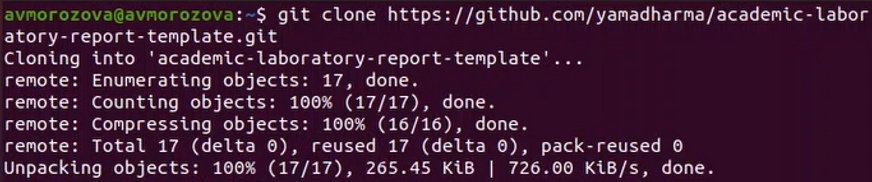 avmorozova@avmorozova:~$ git clone https://github.com/yamadharma/academic-labor
atory-report-template.git
Cloning into 'academic-laboratory-report-template'...
remote: Enumerating objects: 17, done.
remote: Counting objects: 100% (17/17), done.
remote: Compressing objects: 100% (16/16), done.
remote: Total 17 (delta 0), reused 17 (delta 0), pack-reused 0
Unpacking objects: 100% (17/17), 265.45 KiB | 726.00 KiB/s, done.